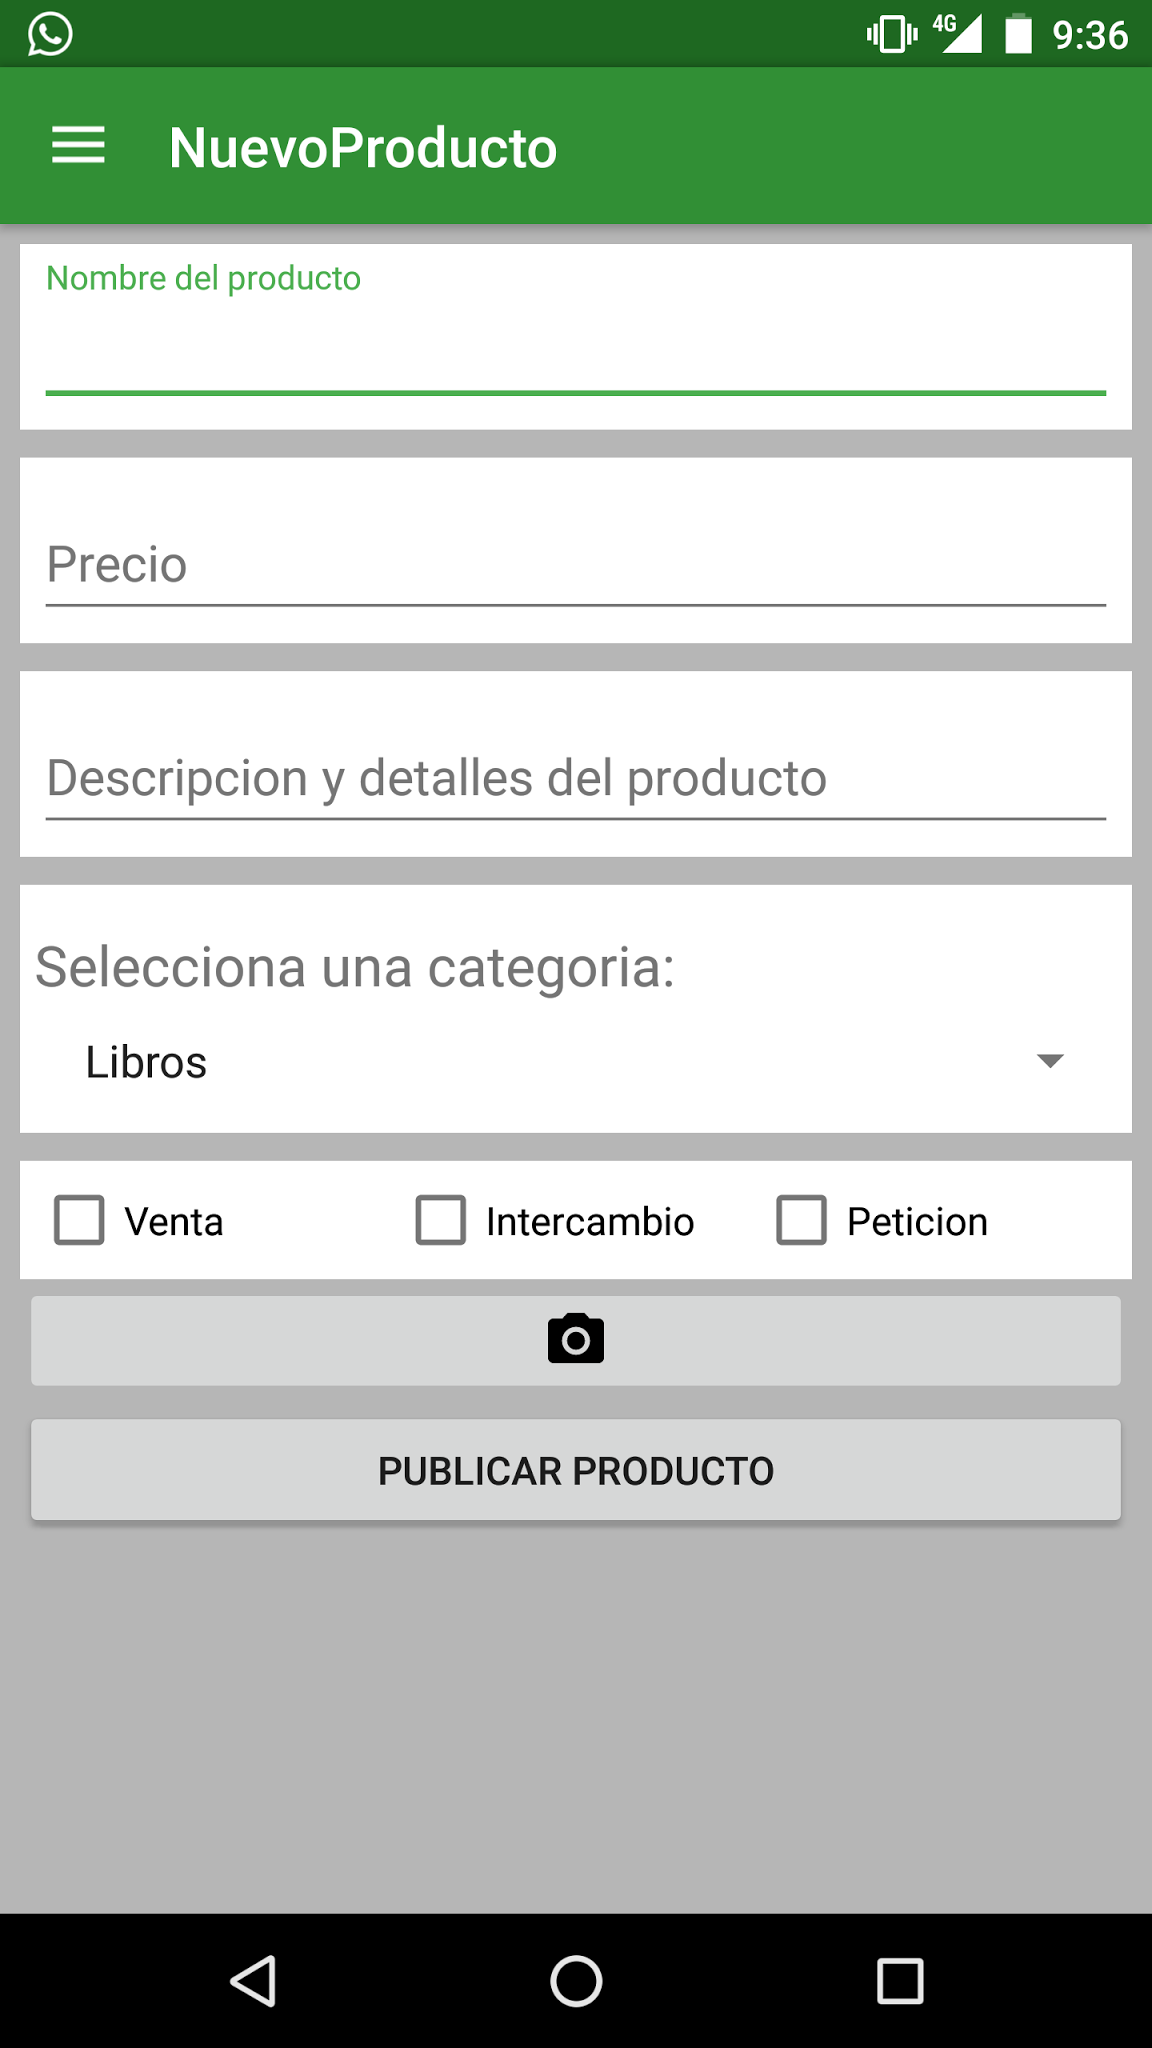 4G 9:36
NuevoProducto
Nombre del producto
Precio
Descripcion y detalles del producto
Selecciona una categoria:
Libros
Venta Intercambio Peticion
PUBLICAR PRODUCTO